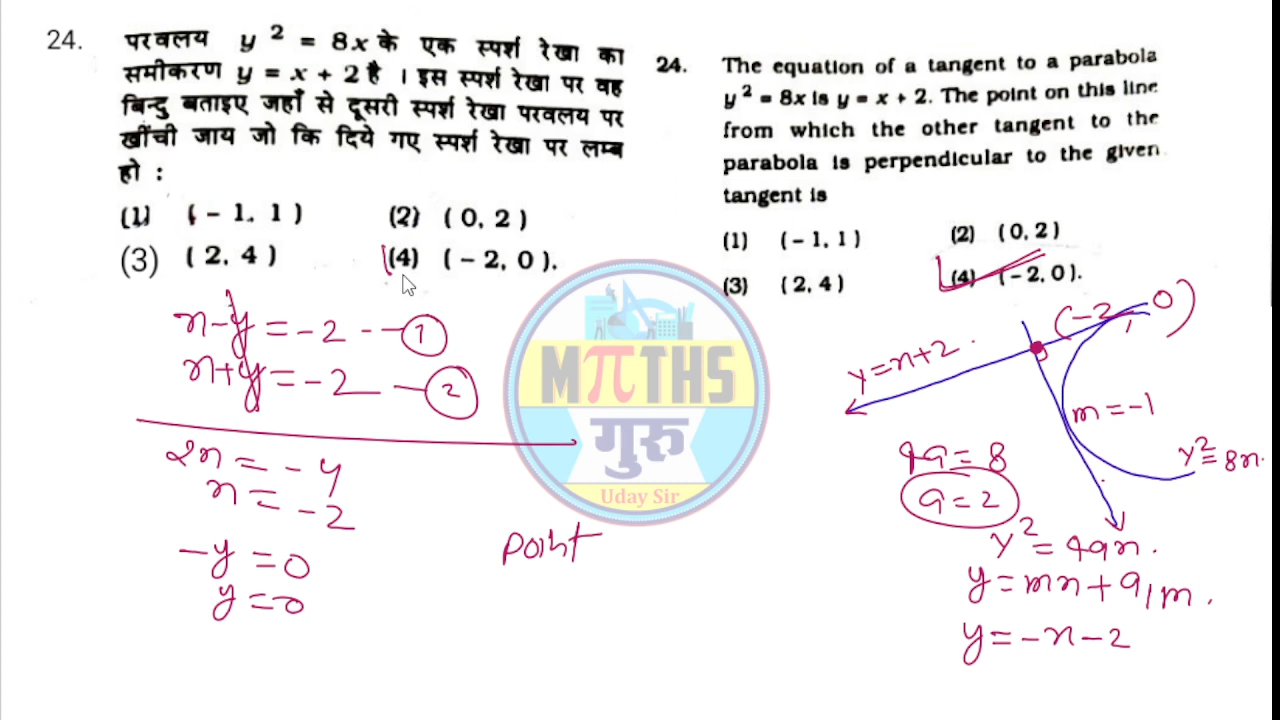 24. परवलय y² = 8x के एक स्पर्श रेखा का
समीकरण y = x + 2 है । इस स्पर्श रेखा पर वह
बिन्दु बताइए जहाँ से दूसरी स्पर्श रेखा परवलय पर
खींची जाय जो कि दिये गए स्पर्श रेखा पर लम्ब
हो :
(1) (- 1, 1)
(2) (0, 2)
(3) (2, 4)
(4) (- 2, 0).
24. The equation of a tangent to a parabola
y² = 8x is y = x + 2. The point on this line
from which the other tangent to the
parabola is perpendicular to the given
tangent is
(1) (- 1, 1)
(2) (0, 2)
(3) (2, 4)
(4) (- 2, 0).
x-y = -2 --- 1
x+y = -2 — 2
2x = -4
x = -2
-y = 0
y = 0
point
MπTHS
गुरु
Uday Sir
(-2, 0)
y = x+2
m = -1
y² = 8x
4a = 8
a = 2
y² = 4ax.
y = mx + a/m.
y = -x - 2